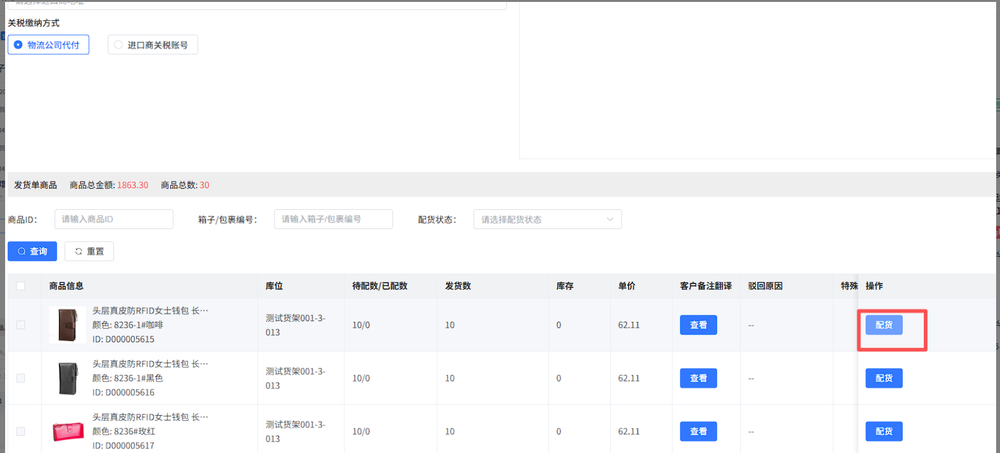 请选择进口商地址
关税缴纳方式
物流公司代付 进口商关税账号
发货单商品 商品总金额: 1863.30 商品总数: 30
商品ID: 请输入商品ID 箱子/包裹编号: 请输入箱子/包裹编号 配货状态: 请选择配货状态
查询 重置
商品信息 库位 待配数/已配数 发货数 库存 单价 客户备注翻译 驳回原因 特殊 操作
头层真皮防RFID女士钱包 长…
颜色: 8236-1#咖啡
ID: D000005615
测试货架001-3-
013
10/0 10 0 62.11 查看 -- 配货
头层真皮防RFID女士钱包 长…
颜色: 8236-1#黑色
ID: D000005616
测试货架001-3-
013
10/0 10 0 62.11 查看 -- 配货
头层真皮防RFID女士钱包 长…
颜色: 8236#玫红
ID: D000005617
测试货架001-3-
013
10/0 10 0 62.11 查看 -- 配货